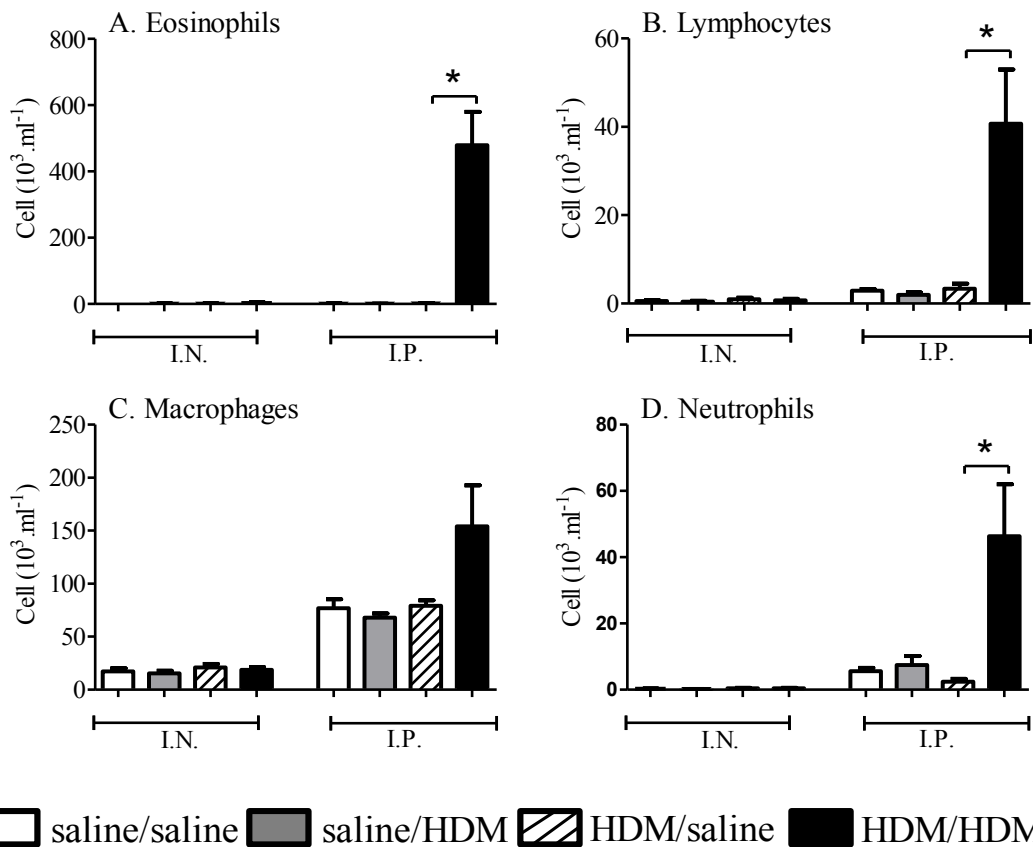 A. Eosinophils
Cell (10³.ml⁻¹)
800
600
400
200
0
*
I.N.
I.P.
B. Lymphocytes
Cell (10³.ml⁻¹)
60
40
20
0
*
I.N.
I.P.
C. Macrophages
Cell (10³.ml⁻¹)
250
200
150
100
50
0
I.N.
I.P.
D. Neutrophils
Cell (10³.ml⁻¹)
80
60
40
20
0
*
I.N.
I.P.
saline/saline saline/HDM HDM/saline HDM/HDM